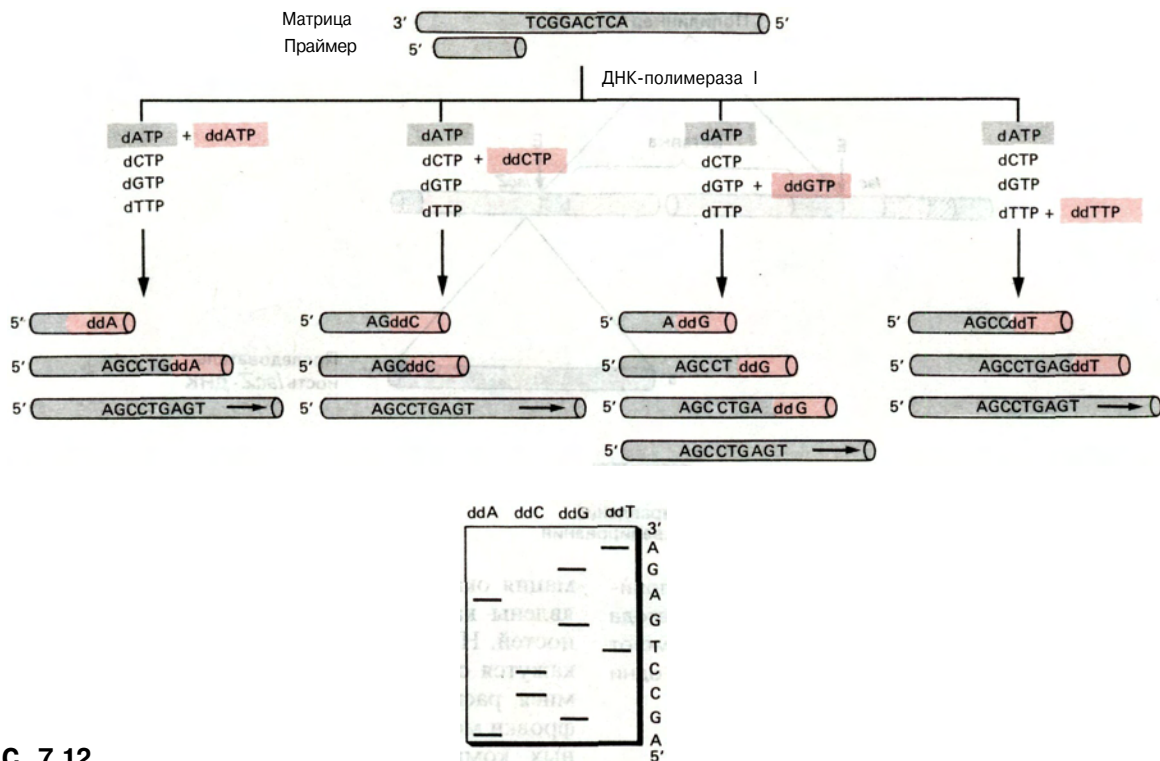 Матрица 3' TCGGACTCA 5'
Праймер 5'
ДНК-полимераза I
dATP + ddATP
dCTP
dGTP
dTTP
dATP
dCTP + ddCTP
dGTP
dTTP
dATP
dCTP
dGTP + ddGTP
dTTP
dATP
dCTP
dGTP
dTTP + ddTTP
5' ddA
5' AGCCTGddA
5' AGCCTGAGT
5' AGddC
5' AGCddC
5' AGCCTGAGT
5' A ddG
5' AGCCT ddG
5' AGCCTGA ddG
5' AGCCTGAGT
5' AGCCddT
5' AGCCTGAGddT
5' AGCCTGAGT
ddA ddC ddG ddT
3'
A
G
A
G
T
C
C
G
A
5'
С 7.12